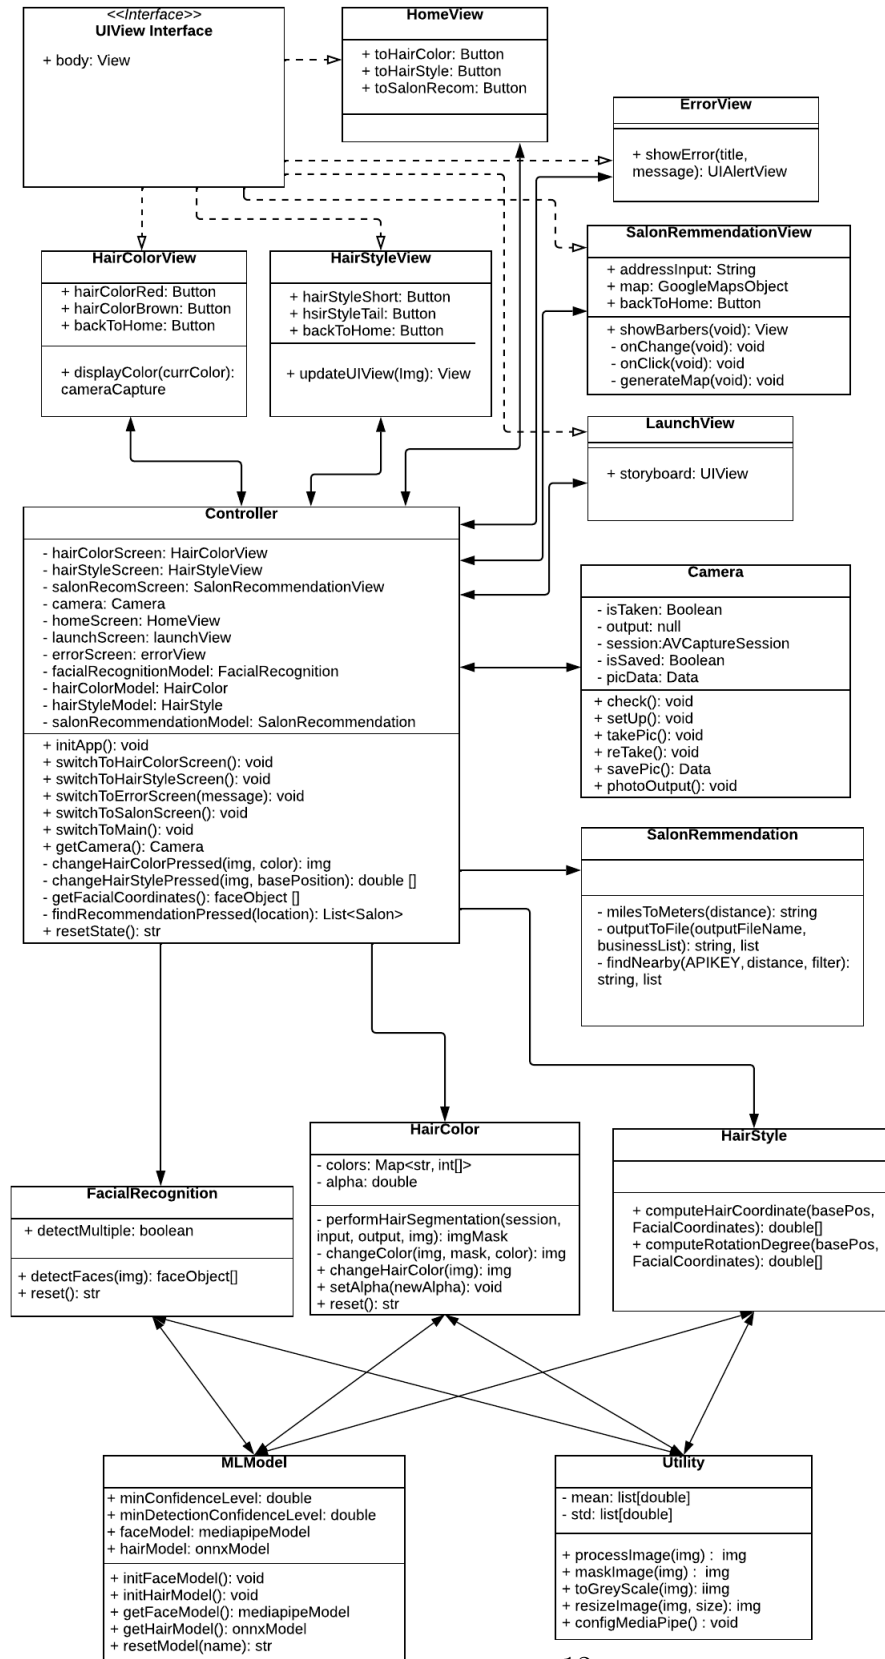 <<Interface>>
UIView Interface
+ body: View
HomeView
+ toHairColor: Button
+ toHairStyle: Button
+ toSalonRecom: Button
ErrorView
+ showError(title,
message): UIAlertView
HairColorView
+ hairColorRed: Button
+ hairColorBrown: Button
+ backToHome: Button
+ displayColor(currColor):
cameraCapture
HairStyleView
+ hairStyleShort: Button
+ hsirStyleTail: Button
+ backToHome: Button
+ updateUIView(Img): View
SalonRemmendationView
+ addressInput: String
+ map: GoogleMapsObject
+ backToHome: Button
+ showBarbers(void): View
- onChange(void): void
- onClick(void): void
- generateMap(void): void
LaunchView
+ storyboard: UIView
Controller
- hairColorScreen: HairColorView
- hairStyleScreen: HairStyleView
- salonRecomScreen: SalonRecommendationView
- camera: Camera
- homeScreen: HomeView
- launchScreen: launchView
- errorScreen: errorView
- facialRecognitionModel: FacialRecognition
- hairColorModel: HairColor
- hairStyleModel: HairStyle
- salonRecommendationModel: SalonRecommendation
+ initApp(): void
+ switchToHairColorScreen(): void
+ switchToHairStyleScreen(): void
+ switchToErrorScreen(message): void
+ switchToSalonScreen(): void
+ switchToMain(): void
+ getCamera(): Camera
- changeHairColorPressed(img, color): img
- changeHairStylePressed(img, basePosition): double []
- getFacialCoordinates(): faceObject []
- findRecommendationPressed(location): List<Salon>
+ resetState(): str
Camera
- isTaken: Boolean
- output: null
- session:AVCaptureSession
- isSaved: Boolean
- picData: Data
+ check(): void
+ setUp(): void
+ takePic(): void
+ reTake(): void
+ savePic(): Data
+ photoOutput(): void
SalonRemmendation
- milesToMeters(distance): string
- outputToFile(outputFileName,
businessList): string, list
- findNearby(APIKEY, distance, filter):
string, list
FacialRecognition
+ detectMultiple: boolean
+ detectFaces(img): faceObject[]
+ reset(): str
HairColor
- colors: Map<str, int[]>
- alpha: double
- performHairSegmentation(session,
input, output, img): imgMask
- changeColor(img, mask, color): img
+ changeHairColor(img): img
+ setAlpha(newAlpha): void
+ reset(): str
HairStyle
+ computeHairCoordinate(basePos,
FacialCoordinates): double[]
+ computeRotationDegree(basePos,
FacialCoordinates): double[]
MLModel
+ minConfidenceLevel: double
+ minDetectionConfidenceLevel: double
+ faceModel: mediapipeModel
+ hairModel: onnxModel
+ initFaceModel(): void
+ initHairModel(): void
+ getFaceModel(): mediapipeModel
+ getHairModel(): onnxModel
+ resetModel(name): str
Utility
- mean: list[double]
- std: list[double]
+ processImage(img) : img
+ maskImage(img) : img
+ toGreyScale(img): iimg
+ resizeImage(img, size): img
+ configMediaPipe() : void